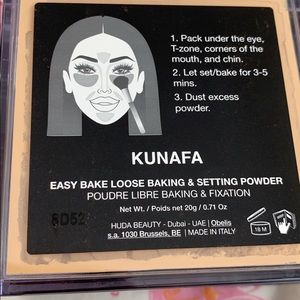 1. Pack under the eye,
T-zone, corners of
the mouth, and chin.
2. Let set/bake for 3-5
mins.
3. Dust excess
powder.
KUNAFA
EASY BAKE LOOSE BAKING & SETTING POWDER
POUDRE LIBRE BAKING & FIXATION
Net Wt. / Poids net 20g / 0.71 Oz
8D52
HUDA BEAUTY - Dubai - UAE | Obelis
s.a. 1030 Brussels, BE | MADE IN ITALY
18 M